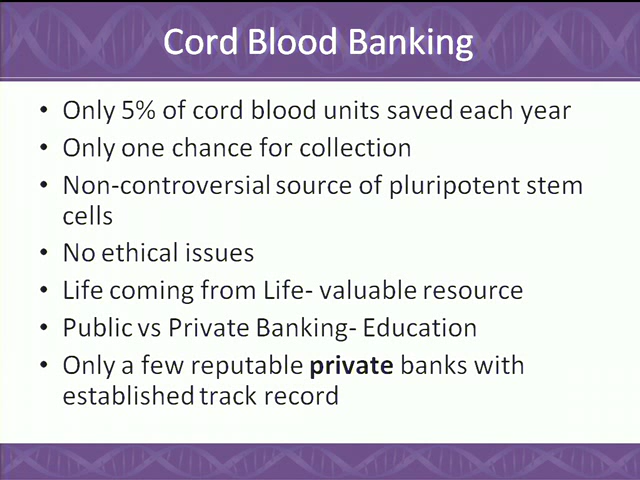 Cord Blood Banking
• Only 5% of cord blood units saved each year
• Only one chance for collection
• Non-controversial source of pluripotent stem
cells
• No ethical issues
• Life coming from Life- valuable resource
• Public vs Private Banking- Education
• Only a few reputable private banks with
established track record